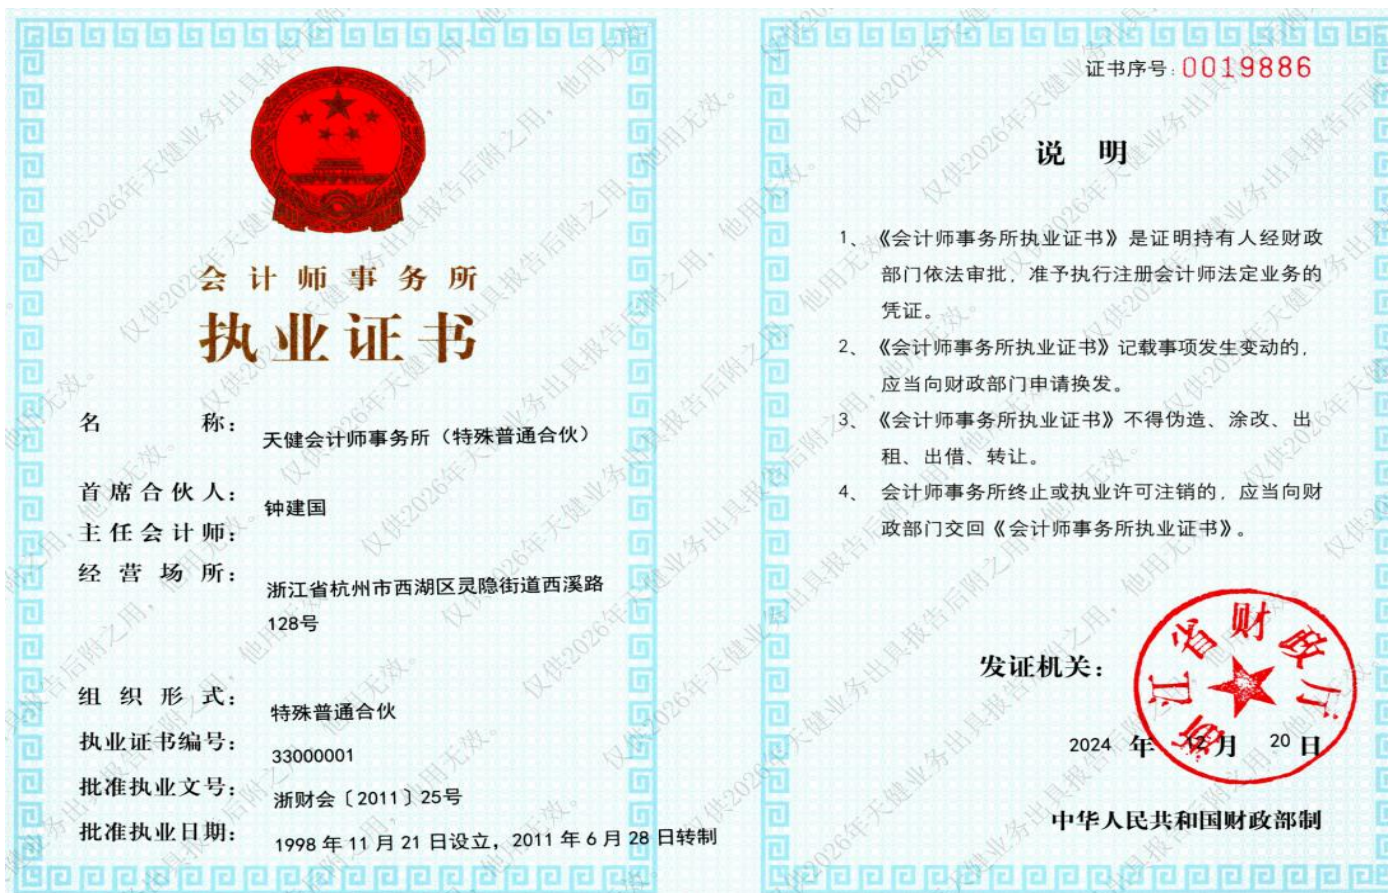 会计师事务所
执业证书
名 称：
天健会计师事务所（特殊普通合伙）
首席合伙人：
钟建国
主任会计师：
经营场所：
浙江省杭州市西湖区灵隐街道西溪路
128号
组织形式：
特殊普通合伙
执业证书编号：
33000001
批准执业文号：
浙财会〔2011〕25号
批准执业日期：
1998年11月21日设立，2011年6月28日转制
证书序号：0019886
说 明
1、《会计师事务所执业证书》是证明持有人经财政
部门依法审批，准予执行注册会计师法定业务的
凭证。
2、《会计师事务所执业证书》记载事项发生变动的，
应当向财政部门申请换发。
3、《会计师事务所执业证书》不得伪造、涂改、出
租、出借、转让。
4、会计师事务所终止或执业许可注销的，应当向财
政部门交回《会计师事务所执业证书》。
发证机关：
浙江省财政厅
2024年12月20日
中华人民共和国财政部制
仅供2026年天健业务出具报告后附之用，他用无效。